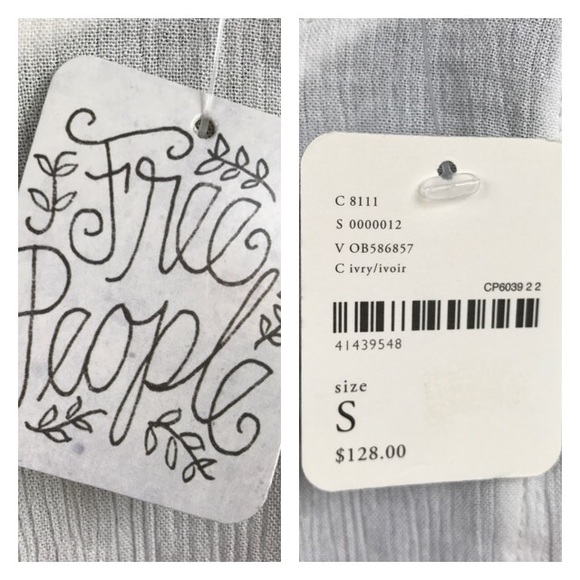 Free
People
C 8111
S 0000012
V OB586857
C ivry/ivoir
CP6039 2 2
41439548
size
S
$128.00